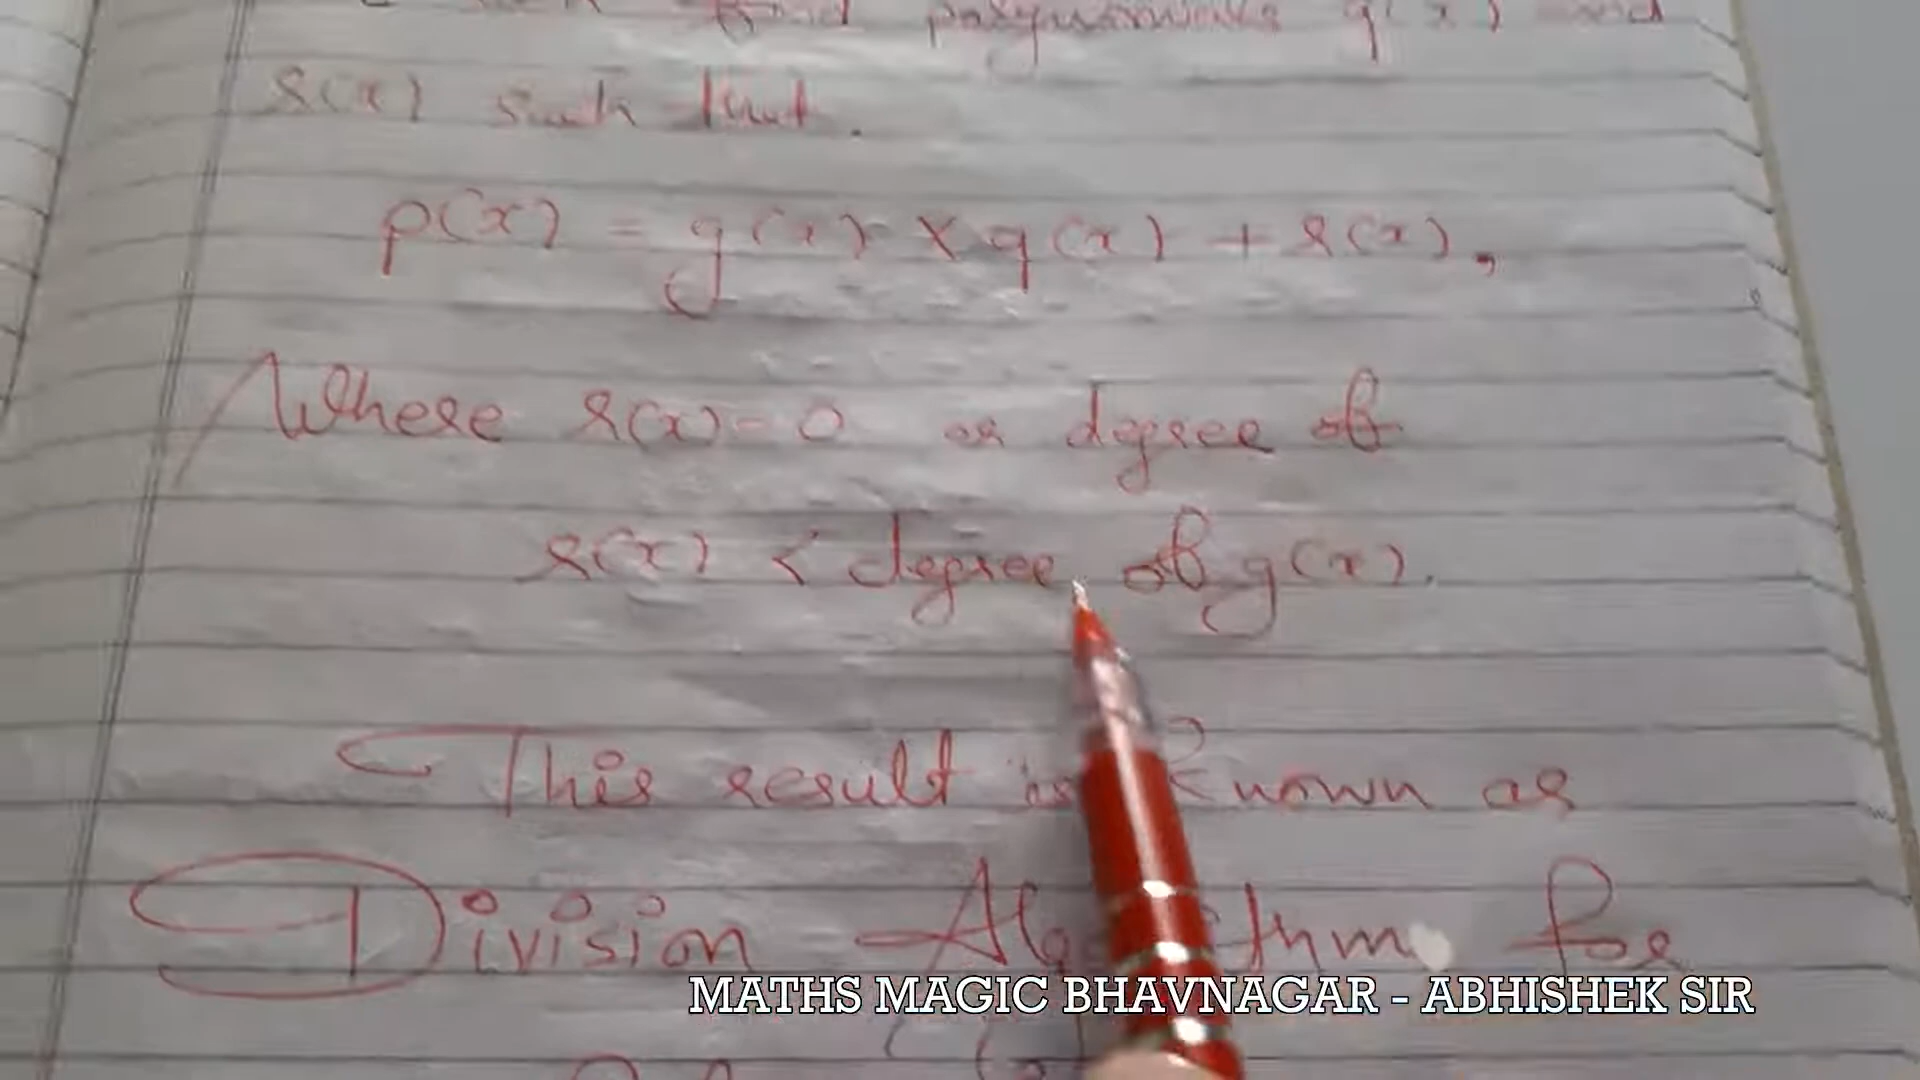 find polynomials q(x) and
r(x) such that.
p(x) = g(x) × q(x) + r(x),
Where r(x) = 0 or degree of
r(x) < degree of g(x).
This result is known as
Division Algorithm for
MATHS MAGIC BHAVNAGAR - ABHISHEK SIR